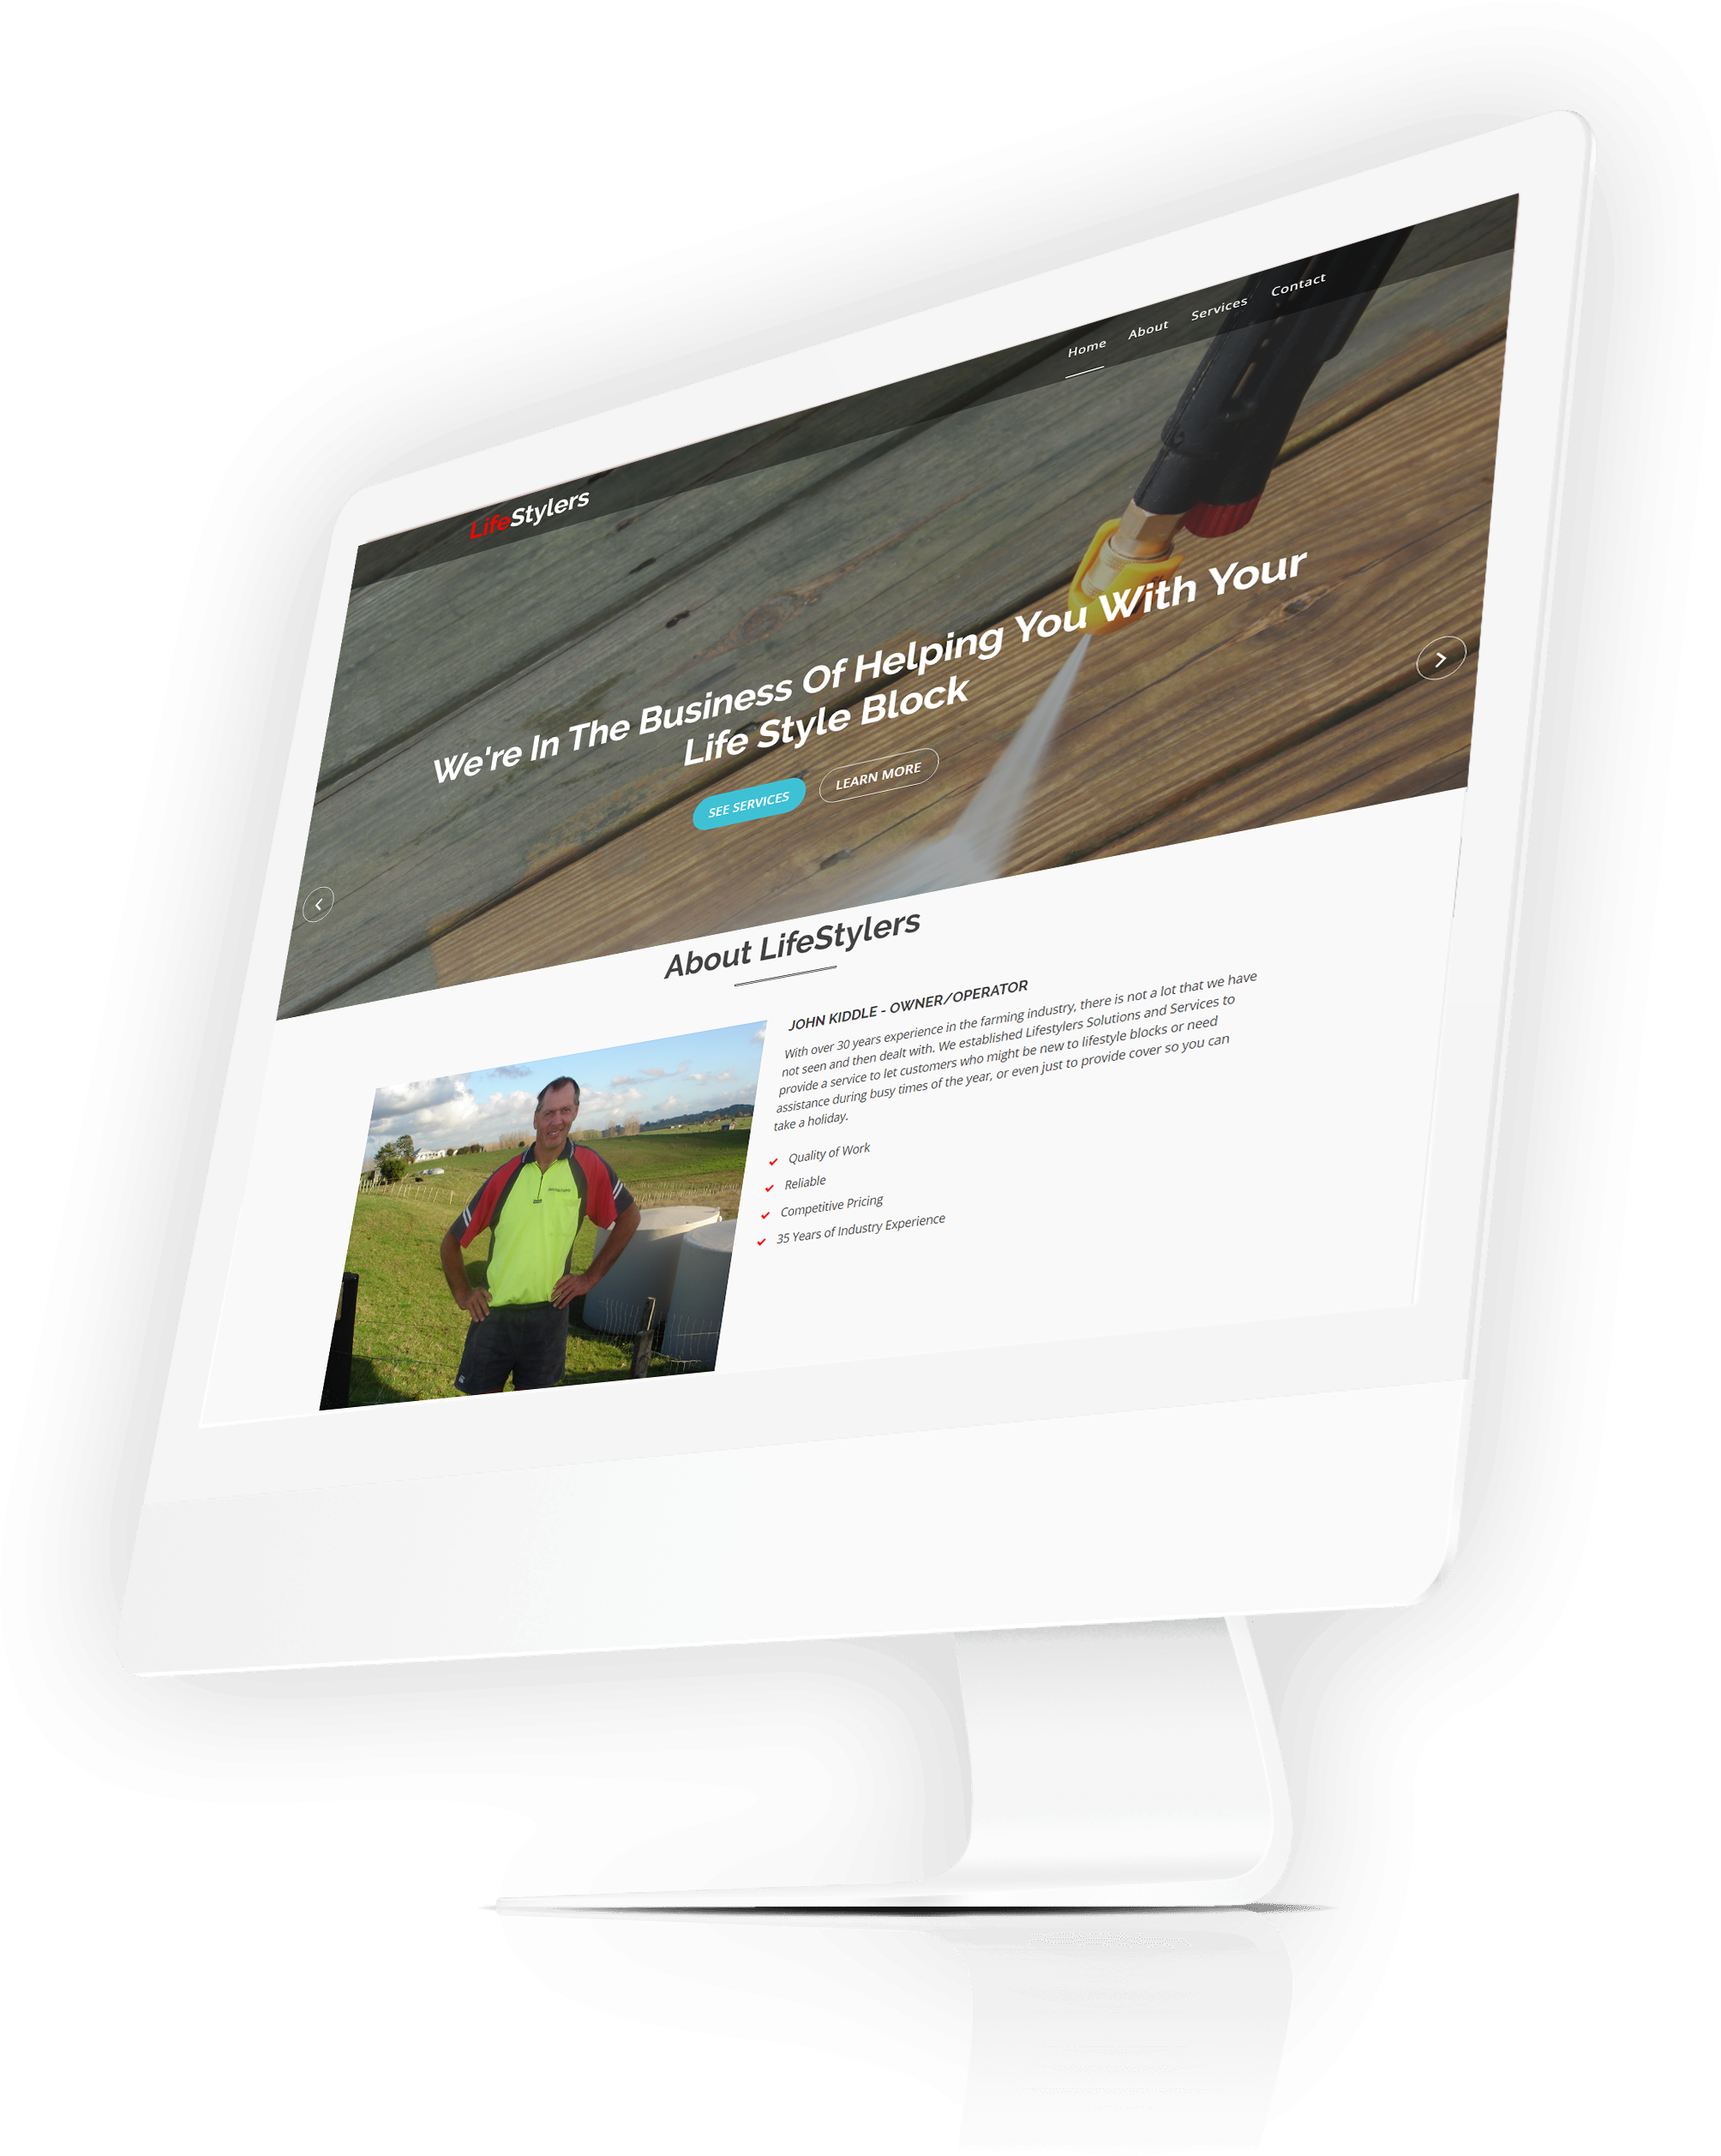 LifeStylers
Home About Services Contact
We're In The Business Of Helping You With Your
Life Style Block
SEE SERVICES LEARN MORE
About LifeStylers
JOHN KIDDLE - OWNER/OPERATOR
With over 30 years experience in the farming industry, there is not a lot that we have
not seen and then dealt with. We established Lifestylers Solutions and Services to
provide a service to let customers who might be new to lifestyle blocks or need
assistance during busy times of the year, or even just to provide cover so you can
take a holiday.
Quality of Work
Reliable
Competitive Pricing
35 Years of Industry Experience